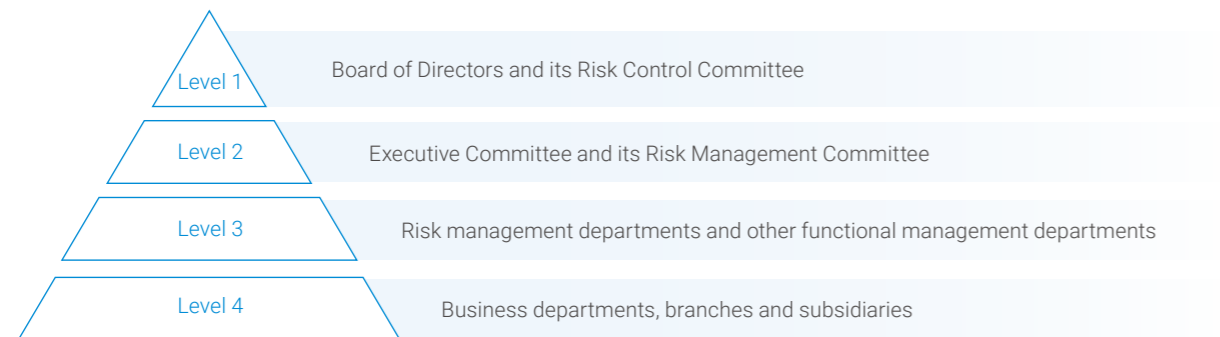 Level 1
Board of Directors and its Risk Control Committee
Level 2
Executive Committee and its Risk Management Committee
Level 3
Risk management departments and other functional management departments
Level 4
Business departments, branches and subsidiaries